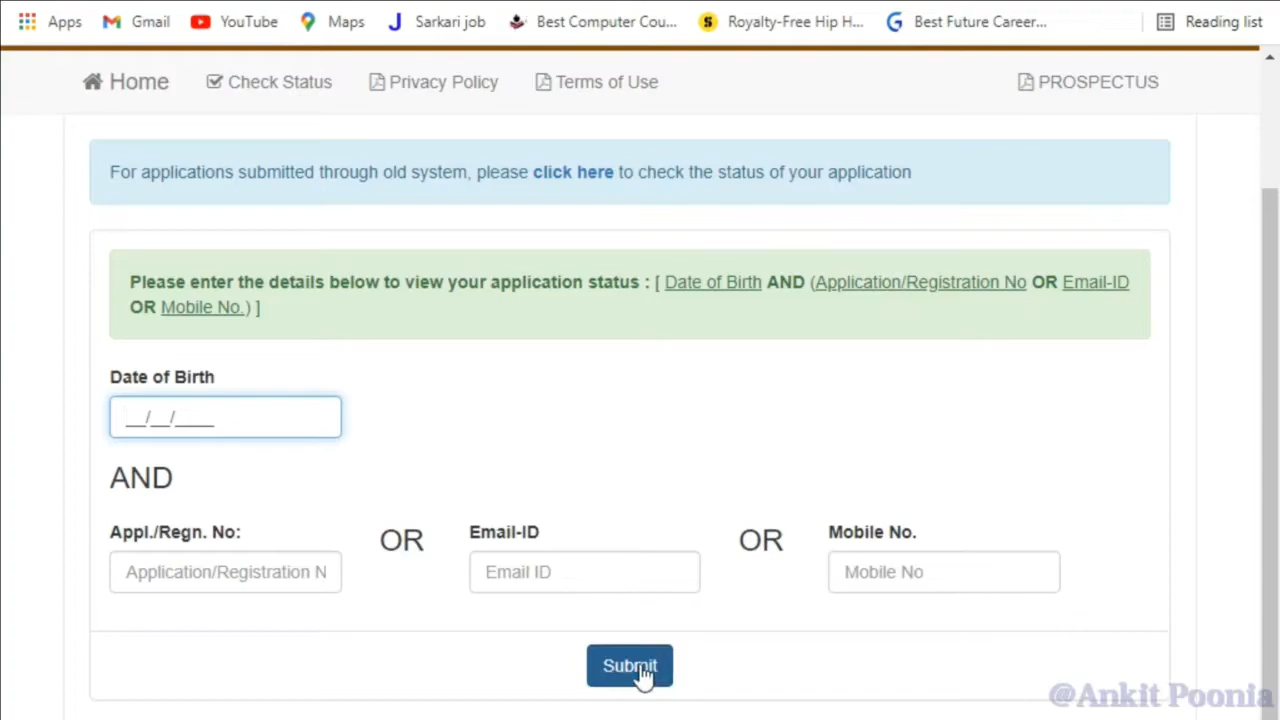 Apps Gmail YouTube Maps Sarkari job Best Computer Cou... Royalty-Free Hip H... Best Future Career... Reading list
Home Check Status Privacy Policy Terms of Use PROSPECTUS
For applications submitted through old system, please click here to check the status of your application
Please enter the details below to view your application status : [ Date of Birth AND (Application/Registration No OR Email-ID
OR Mobile No.) ]
Date of Birth
__/__/____
AND
Appl./Regn. No: OR Email-ID OR Mobile No.
Application/Registration N Email ID Mobile No
Submit
@Ankit Poonia